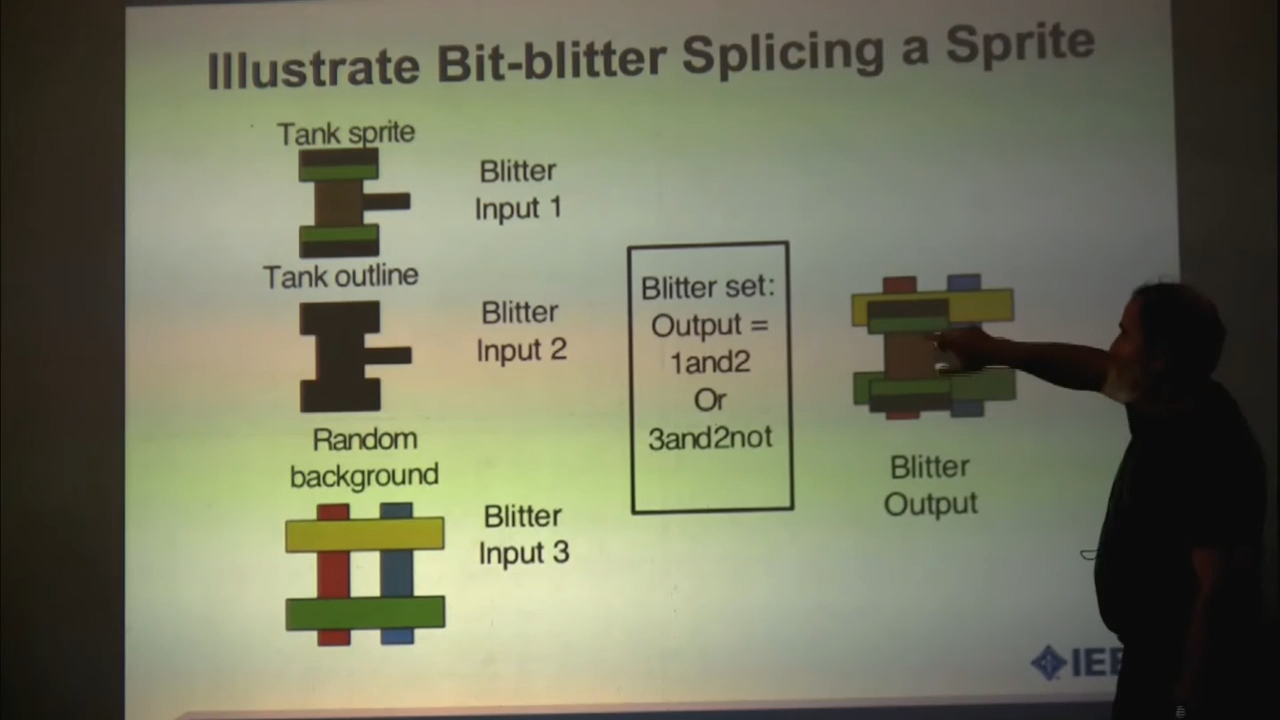 Illustrate Bit-blitter Splicing a Sprite
Tank sprite
Blitter
Input 1
Tank outline
Blitter
Input 2
Random
background
Blitter
Input 3
Blitter set:
Output =
1and2
Or
3and2not
Blitter
Output
IEE